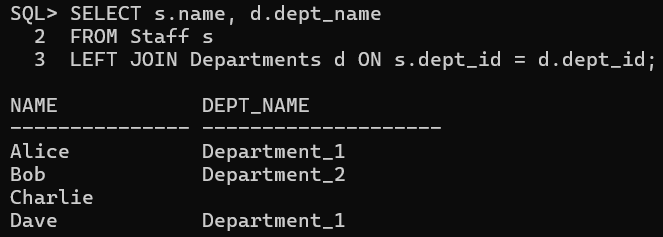 SQL> SELECT s.name, d.dept_name
  2  FROM Staff s
  3  LEFT JOIN Departments d ON s.dept_id = d.dept_id;

NAME            DEPT_NAME
--------------- --------------------
Alice           Department_1
Bob             Department_2
Charlie
Dave            Department_1